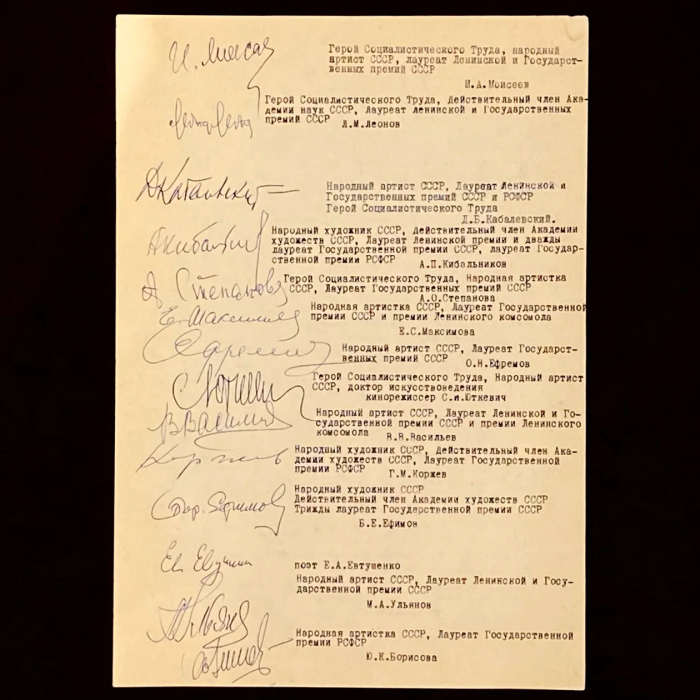 И. Моисеев
Герой Социалистического Труда, народный
артист СССР, лауреат Ленинской и Государст-
венных премий СССР
И.А.Моисеев
Герой Социалистического Труда, Действительный член Ака-
демии наук СССР, Лауреат ленинской и Государственных
премий СССР
Л.М.Леонов
Народный артист СССР, Лауреат Ленинской и
Государственных премий СССР и РСФСР
Герой Социалистического Труда
Д.Б.Кабалевский.
Народный художник СССР, Действительный член Академии
художеств СССР, Лауреат Ленинской премии и дважды
лауреат Государственной премии СССР, лауреат Государ-
ственной премии РСФСР
А.П.Кибальников
А. Степанова
Герой Социалистического Труда, Народная артистка
СССР, Лауреат Государственных премий СССР
А.О.Степанова
Ек. Максимова
Народная артистка СССР, Лауреат Государственной
премии СССР и премии Ленинского комсомола
Е.С.Максимова
Народный артист СССР, Лауреат Государст-
венных премий СССР
О.Н.Ефремов
Герой Социалистического Труда, Народный артист
СССР, доктор искусствоведения
кинорежиссер С.И.Юткевич
В Васильев
Народный артист СССР, Лауреат Ленинской и Го-
сударственной премии СССР и премии Ленинского
комсомола
В.В.Васильев
Коржев
Народный художник СССР, Действительный член Ака-
демии художеств СССР, Лауреат Государственной
премии РСФСР
Г.М.Коржев
Бор. Ефимов
Народный художник СССР
Действительный член Академии художеств СССР
Трижды лауреат Государственной премии СССР
Б.Е.Ефимов
Ев. Евтушенко
поэт Е.А.Евтушенко
Народный артист СССР, Лауреат Ленинской и Госу-
дарственной премии СССР
М.А.Ульянов
Народная артистка СССР, Лауреат Государственной
премии РСФСР
Ю.К.Борисова